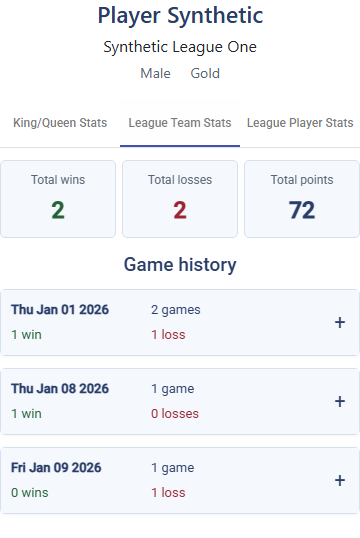 Player Synthetic
Synthetic League One
Male Gold
King/Queen Stats League Team Stats League Player Stats
Total wins Total losses Total points
2 2 72
Game history
Thu Jan 01 2026 2 games
+
1 win 1 loss
Thu Jan 08 2026 1 game
+
1 win 0 losses
Fri Jan 09 2026 1 game
+
0 wins 1 loss